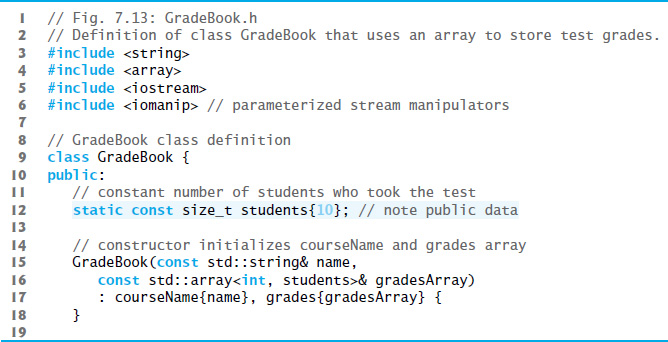 1 // Fig. 7.13: GradeBook.h
2 // Definition of class GradeBook that uses an array to store test grades.
3 #include <string>
4 #include <array>
5 #include <iostream>
6 #include <iomanip> // parameterized stream manipulators
7
8 // GradeBook class definition
9 class GradeBook {
10 public:
11    // constant number of students who took the test
12    static const size_t students{10}; // note public data
13
14    // constructor initializes courseName and grades array
15    GradeBook(const std::string& name,
16       const std::array<int, students>& gradesArray)
17       : courseName{name}, grades{gradesArray} {
18    }
19